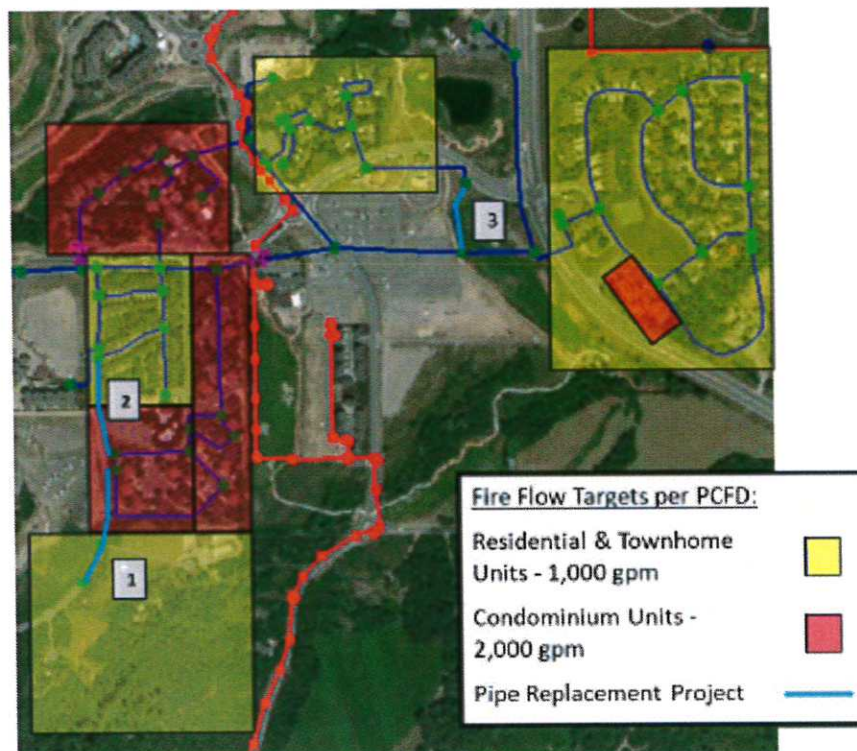 3
2
1
Fire Flow Targets per PCFD:
Residential & Townhome
Units - 1,000 gpm
Condominium Units -
2,000 gpm
Pipe Replacement Project